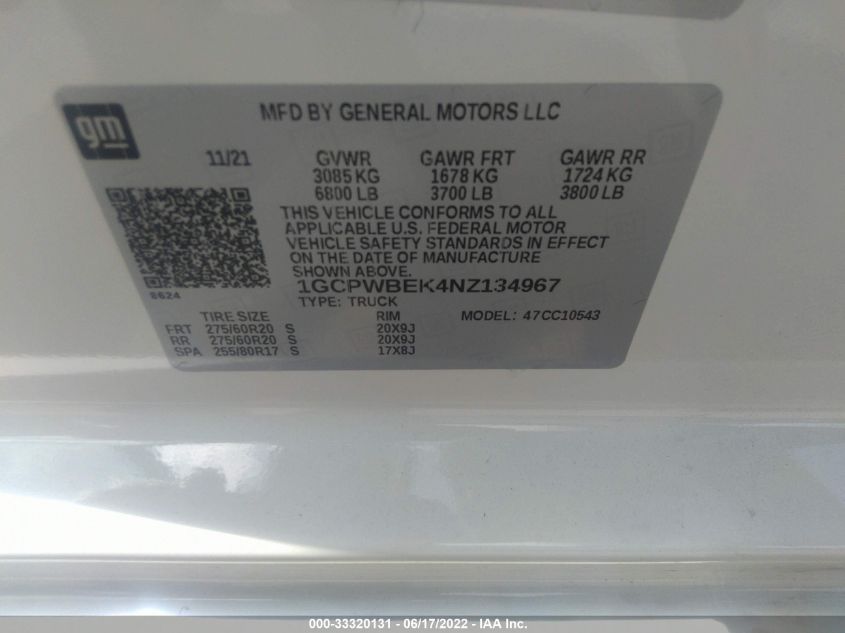 gm
MFD BY GENERAL MOTORS LLC
11/21 GVWR GAWR FRT GAWR RR
3085 KG 1678 KG 1724 KG
6800 LB 3700 LB 3800 LB
THIS VEHICLE CONFORMS TO ALL
APPLICABLE U.S. FEDERAL MOTOR
VEHICLE SAFETY STANDARDS IN EFFECT
ON THE DATE OF MANUFACTURE
SHOWN ABOVE.
8624
1GCPWBEK4NZ134967
TYPE: TRUCK
TIRE SIZE RIM MODEL: 47CC10543
FRT 275/60R20 S 20X9J
RR 275/60R20 S 20X9J
SPA 255/80R17 S 17X8J
000-33320131 - 06/17/2022 - IAA Inc.